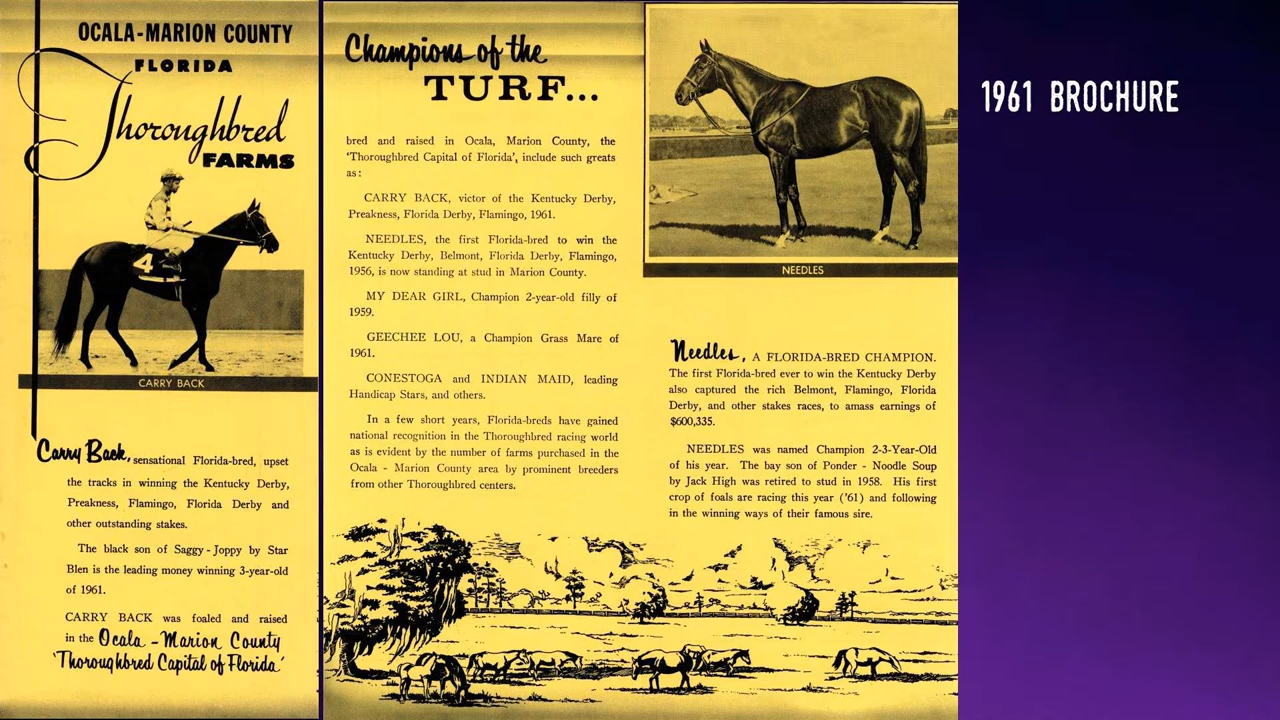 OCALA-MARION COUNTY
FLORIDA
Thoroughbred
FARMS
4
CARRY BACK
Carry Back, sensational Florida-bred, upset
the tracks in winning the Kentucky Derby,
Preakness, Flamingo, Florida Derby and
other outstanding stakes.
The black son of Saggy - Joppy by Star
Blen is the leading money winning 3-year-old
of 1961.
CARRY BACK was foaled and raised
in the Ocala - Marion County
'Thoroughbred Capital of Florida'
Champions of the
TURF...
bred and raised in Ocala, Marion County, the
'Thoroughbred Capital of Florida', include such greats
as:
CARRY BACK, victor of the Kentucky Derby,
Preakness, Florida Derby, Flamingo, 1961.
NEEDLES, the first Florida-bred to win the
Kentucky Derby, Belmont, Florida Derby, Flamingo,
1956, is now standing at stud in Marion County.
MY DEAR GIRL, Champion 2-year-old filly of
1959.
GEECHEE LOU, a Champion Grass Mare of
1961.
CONESTOGA and INDIAN MAID, leading
Handicap Stars, and others.
In a few short years, Florida-breds have gained
national recognition in the Thoroughbred racing world
as is evident by the number of farms purchased in the
Ocala - Marion County area by prominent breeders
from other Thoroughbred centers.
NEEDLES
Needles, A FLORIDA-BRED CHAMPION.
The first Florida-bred ever to win the Kentucky Derby
also captured the rich Belmont, Flamingo, Florida
Derby, and other stakes races, to amass earnings of
$600,335.
NEEDLES was named Champion 2-3-Year-Old
of his year. The bay son of Ponder - Noodle Soup
by Jack High was retired to stud in 1958. His first
crop of foals are racing this year ('61) and following
in the winning ways of their famous sire.
1961 BROCHURE